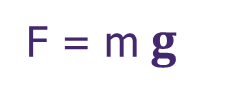 F = m g